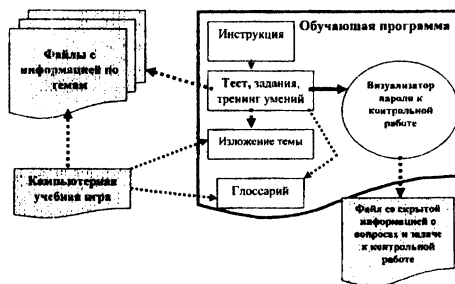 Обучающая программа
Файлы с
информацией по
темам
Инструкция
Тест, задания,
тренинг умений
Визуализатор
пароля к
контрольной
работе
Изложение темы
Компьютерная
учебная игра
Глоссарий
Файл со скрытой
информацией о
вопросах и задаче
к контрольной
работе